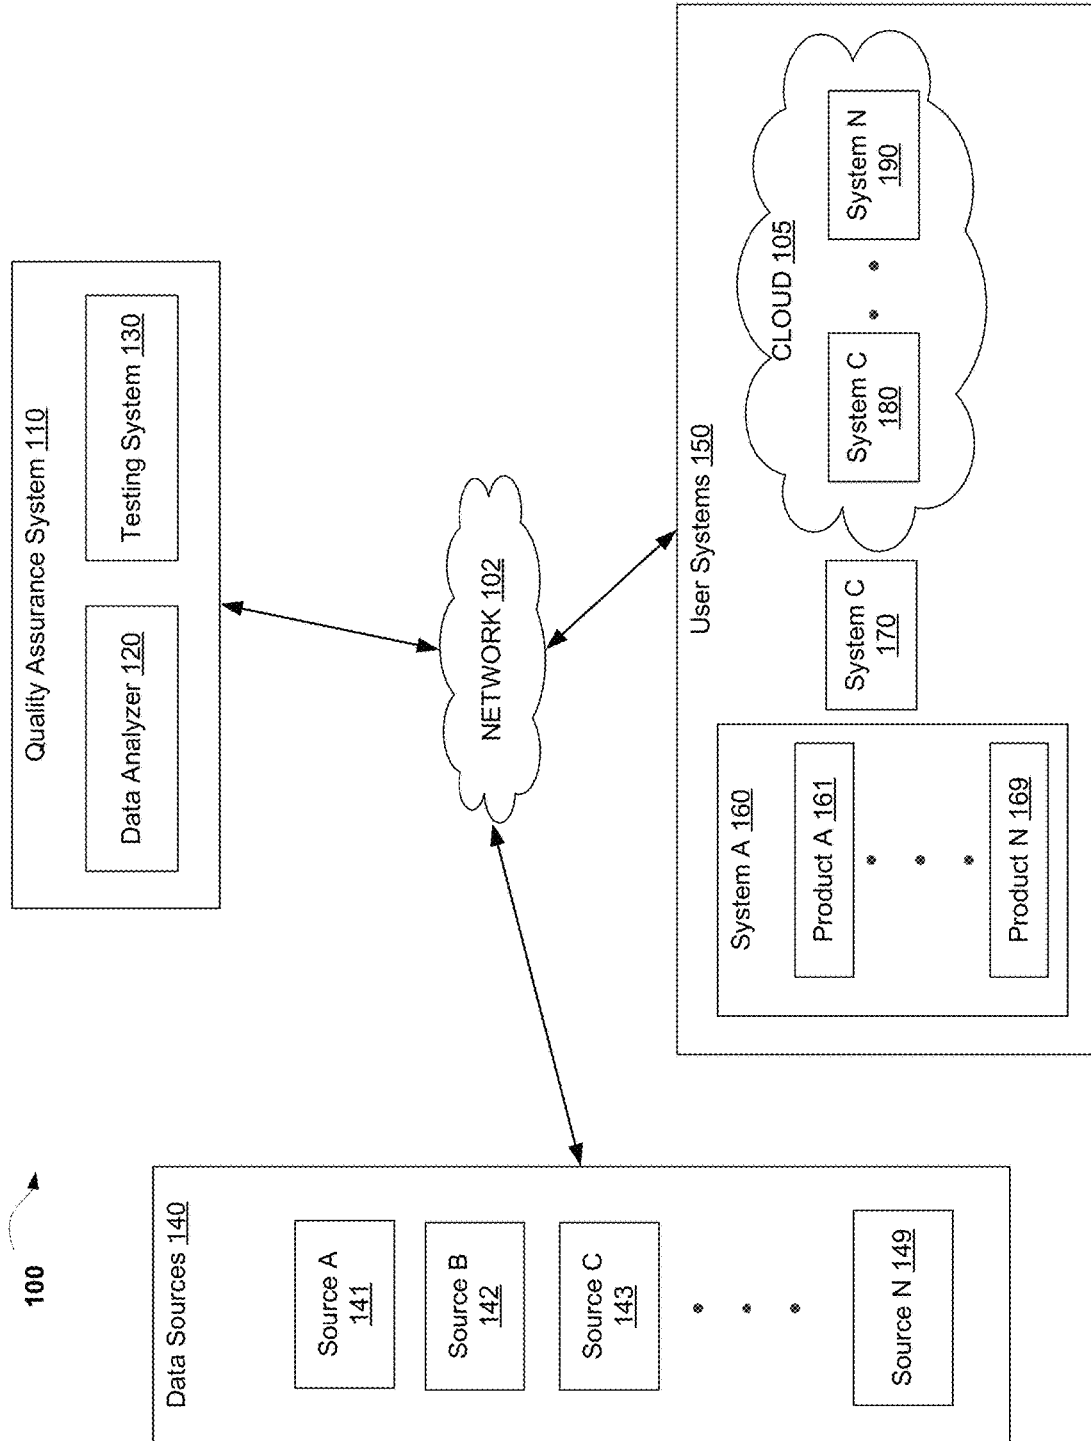 100
Quality Assurance System 110
Data Analyzer 120
Testing System 130
Data Sources 140
Source A
141
Source B
142
Source C
143
Source N 149
NETWORK 102
User Systems 150
System A 160
Product A 161
Product N 169
System C
170
CLOUD 105
System C
180
System N
190